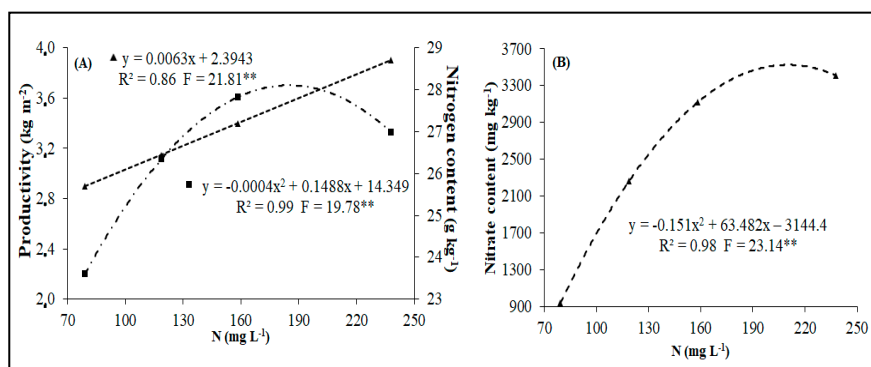 (A)
▲ y = 0.0063x + 2.3943
R² = 0.86 F = 21.81**
■ y = -0.0004x² + 0.1488x + 14.349
R² = 0.99 F = 19.78**
Productivity (kg m⁻²)
4,0
3,6
3,2
2,8
2,4
2,0
29
28
27
26
25
24
23
Nitrogen content (g kg⁻¹)
70 100 130 160 190 220 250
N (mg L⁻¹)
(B)
y = -0.151x² + 63.482x – 3144.4
R² = 0.98 F = 23.14**
Nitrate content (mg kg⁻¹)
3700
3300
2900
2500
2100
1700
1300
900
70 100 130 160 190 220 250
N (mg L⁻¹)